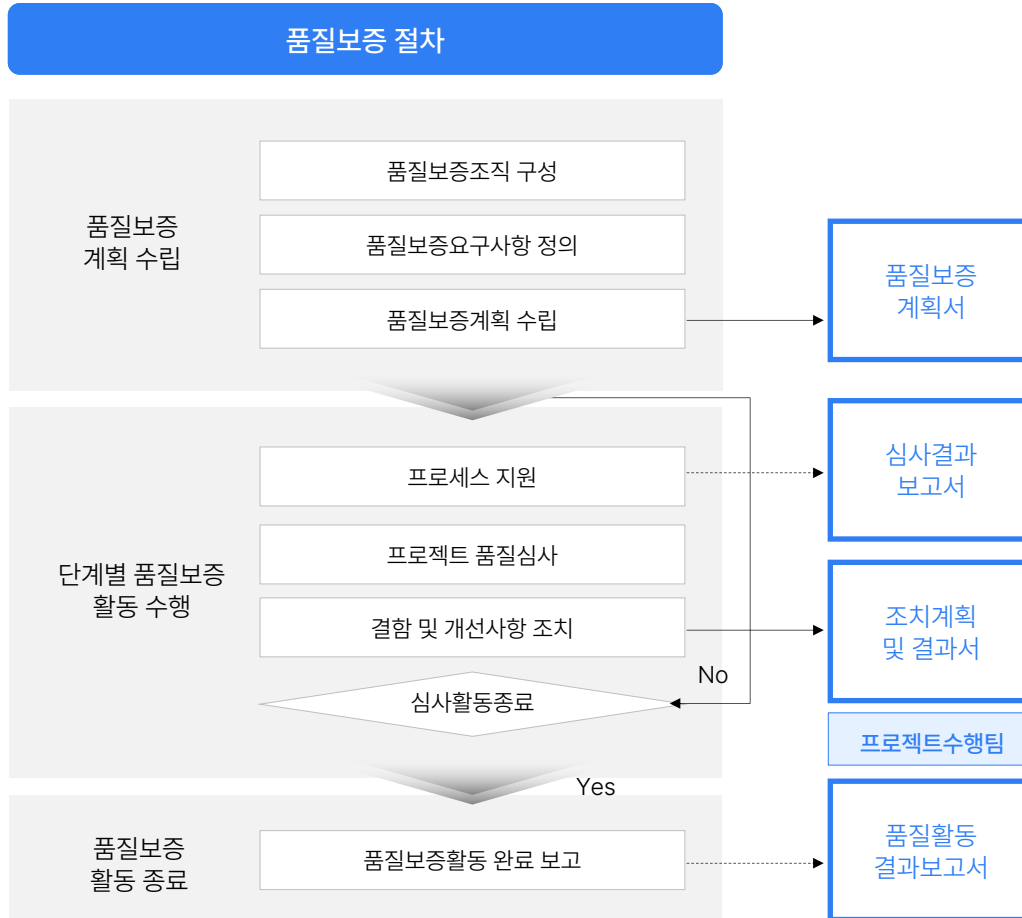 품질보증 절차
품질보증
계획 수립
품질보증조직 구성
품질보증요구사항 정의
품질보증계획 수립
품질보증
계획서
단계별 품질보증
활동 수행
프로세스 지원
프로젝트 품질심사
결함 및 개선사항 조치
심사활동종료
No
Yes
심사결과
보고서
조치계획
및 결과서
프로젝트수행팀
품질보증
활동 종료
품질보증활동 완료 보고
품질활동
결과보고서